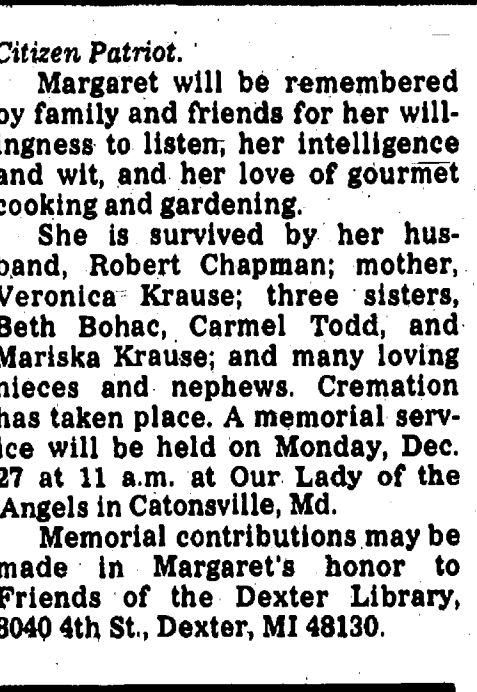 Citizen Patriot.
Margaret will be remembered
by family and friends for her will-
ingness to listen, her intelligence
and wit, and her love of gourmet
cooking and gardening.
She is survived by her hus-
band, Robert Chapman; mother,
Veronica Krause; three sisters,
Beth Bohac, Carmel Todd, and
Mariska Krause; and many loving
nieces and nephews. Cremation
has taken place. A memorial serv-
ice will be held on Monday, Dec.
27 at 11 a.m. at Our Lady of the
Angels in Catonsville, Md.
Memorial contributions may be
made in Margaret's honor to
Friends of the Dexter Library,
8040 4th St., Dexter, MI 48130.